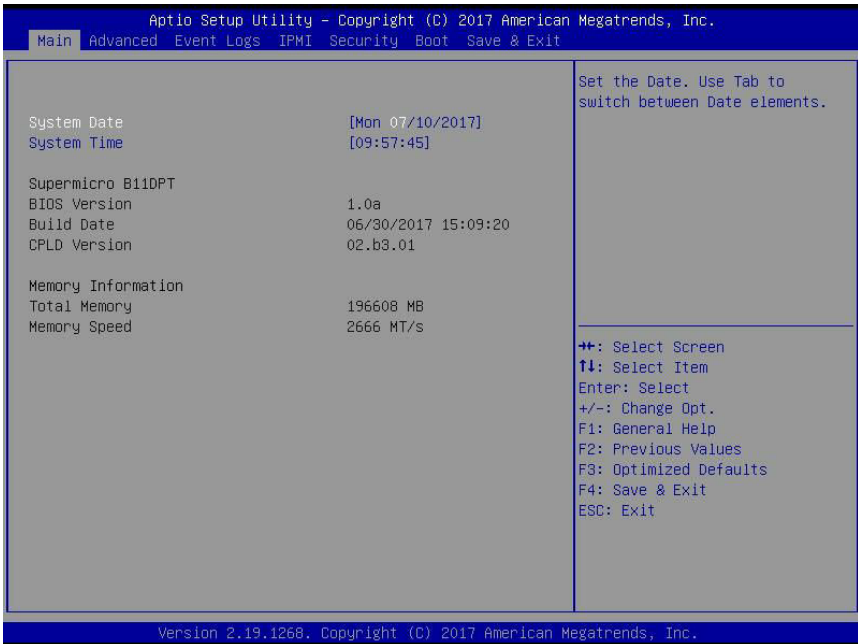 Aptio Setup Utility – Copyright (C) 2017 American Megatrends, Inc.
Main Advanced Event Logs IPMI Security Boot Save & Exit
System Date [Mon 07/10/2017]
System Time [09:57:45]
Supermicro B11DPT
BIOS Version 1.0a
Build Date 06/30/2017 15:09:20
CPLD Version 02.b3.01
Memory Information
Total Memory 196608 MB
Memory Speed 2666 MT/s
Set the Date. Use Tab to
switch between Date elements.
→←: Select Screen
↑↓: Select Item
Enter: Select
+/-: Change Opt.
F1: General Help
F2: Previous Values
F3: Optimized Defaults
F4: Save & Exit
ESC: Exit
Version 2.19.1268. Copyright (C) 2017 American Megatrends, Inc.